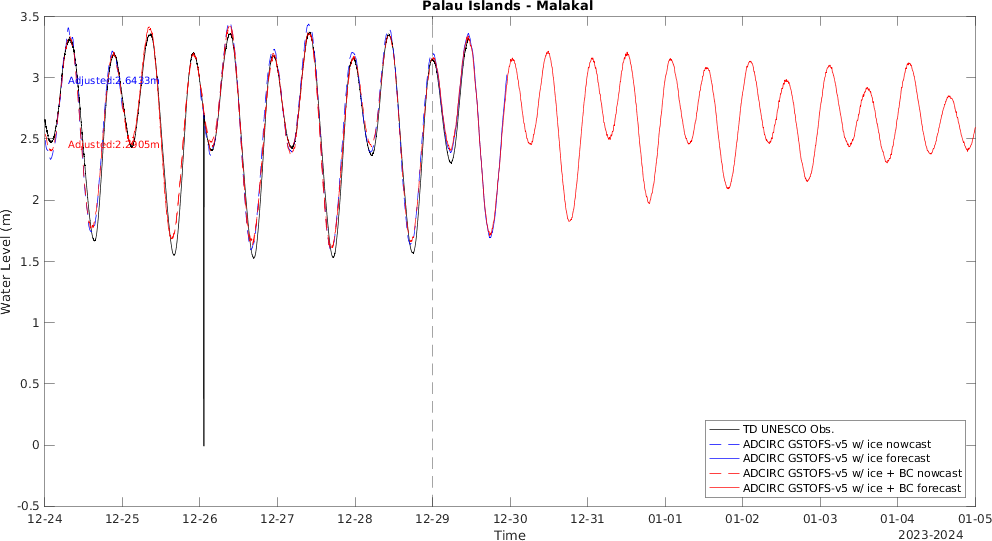 Palau Islands - Malakal
3.5
3
2.5
2
1.5
1
0.5
0
-0.5
Water Level (m)
Adjusted:2.6433m
Adjusted:2.2905m
TD UNESCO Obs.
ADCIRC GSTOFS-v5 w/ ice nowcast
ADCIRC GSTOFS-v5 w/ ice forecast
ADCIRC GSTOFS-v5 w/ ice + BC nowcast
ADCIRC GSTOFS-v5 w/ ice + BC forecast
12-24 12-25 12-26 12-27 12-28 12-29 12-30 12-31 01-01 01-02 01-03 01-04 01-05
Time
2023-2024